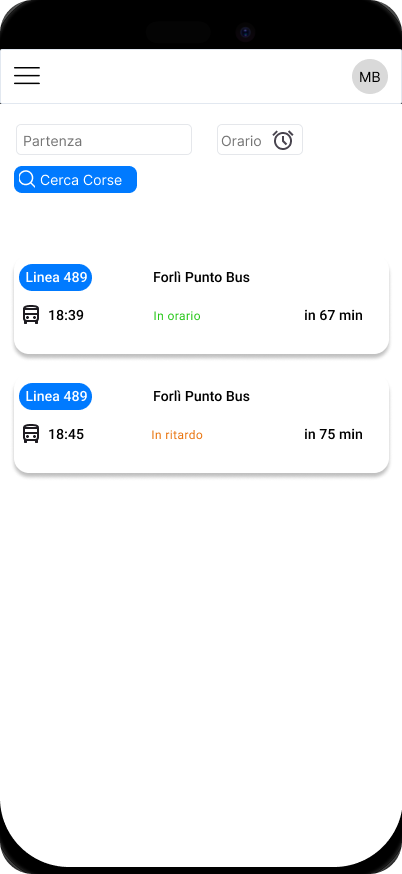 MB
Partenza
Orario
Cerca Corse
Linea 489 Forlì Punto Bus
18:39 In orario in 67 min
Linea 489 Forlì Punto Bus
18:45 In ritardo in 75 min